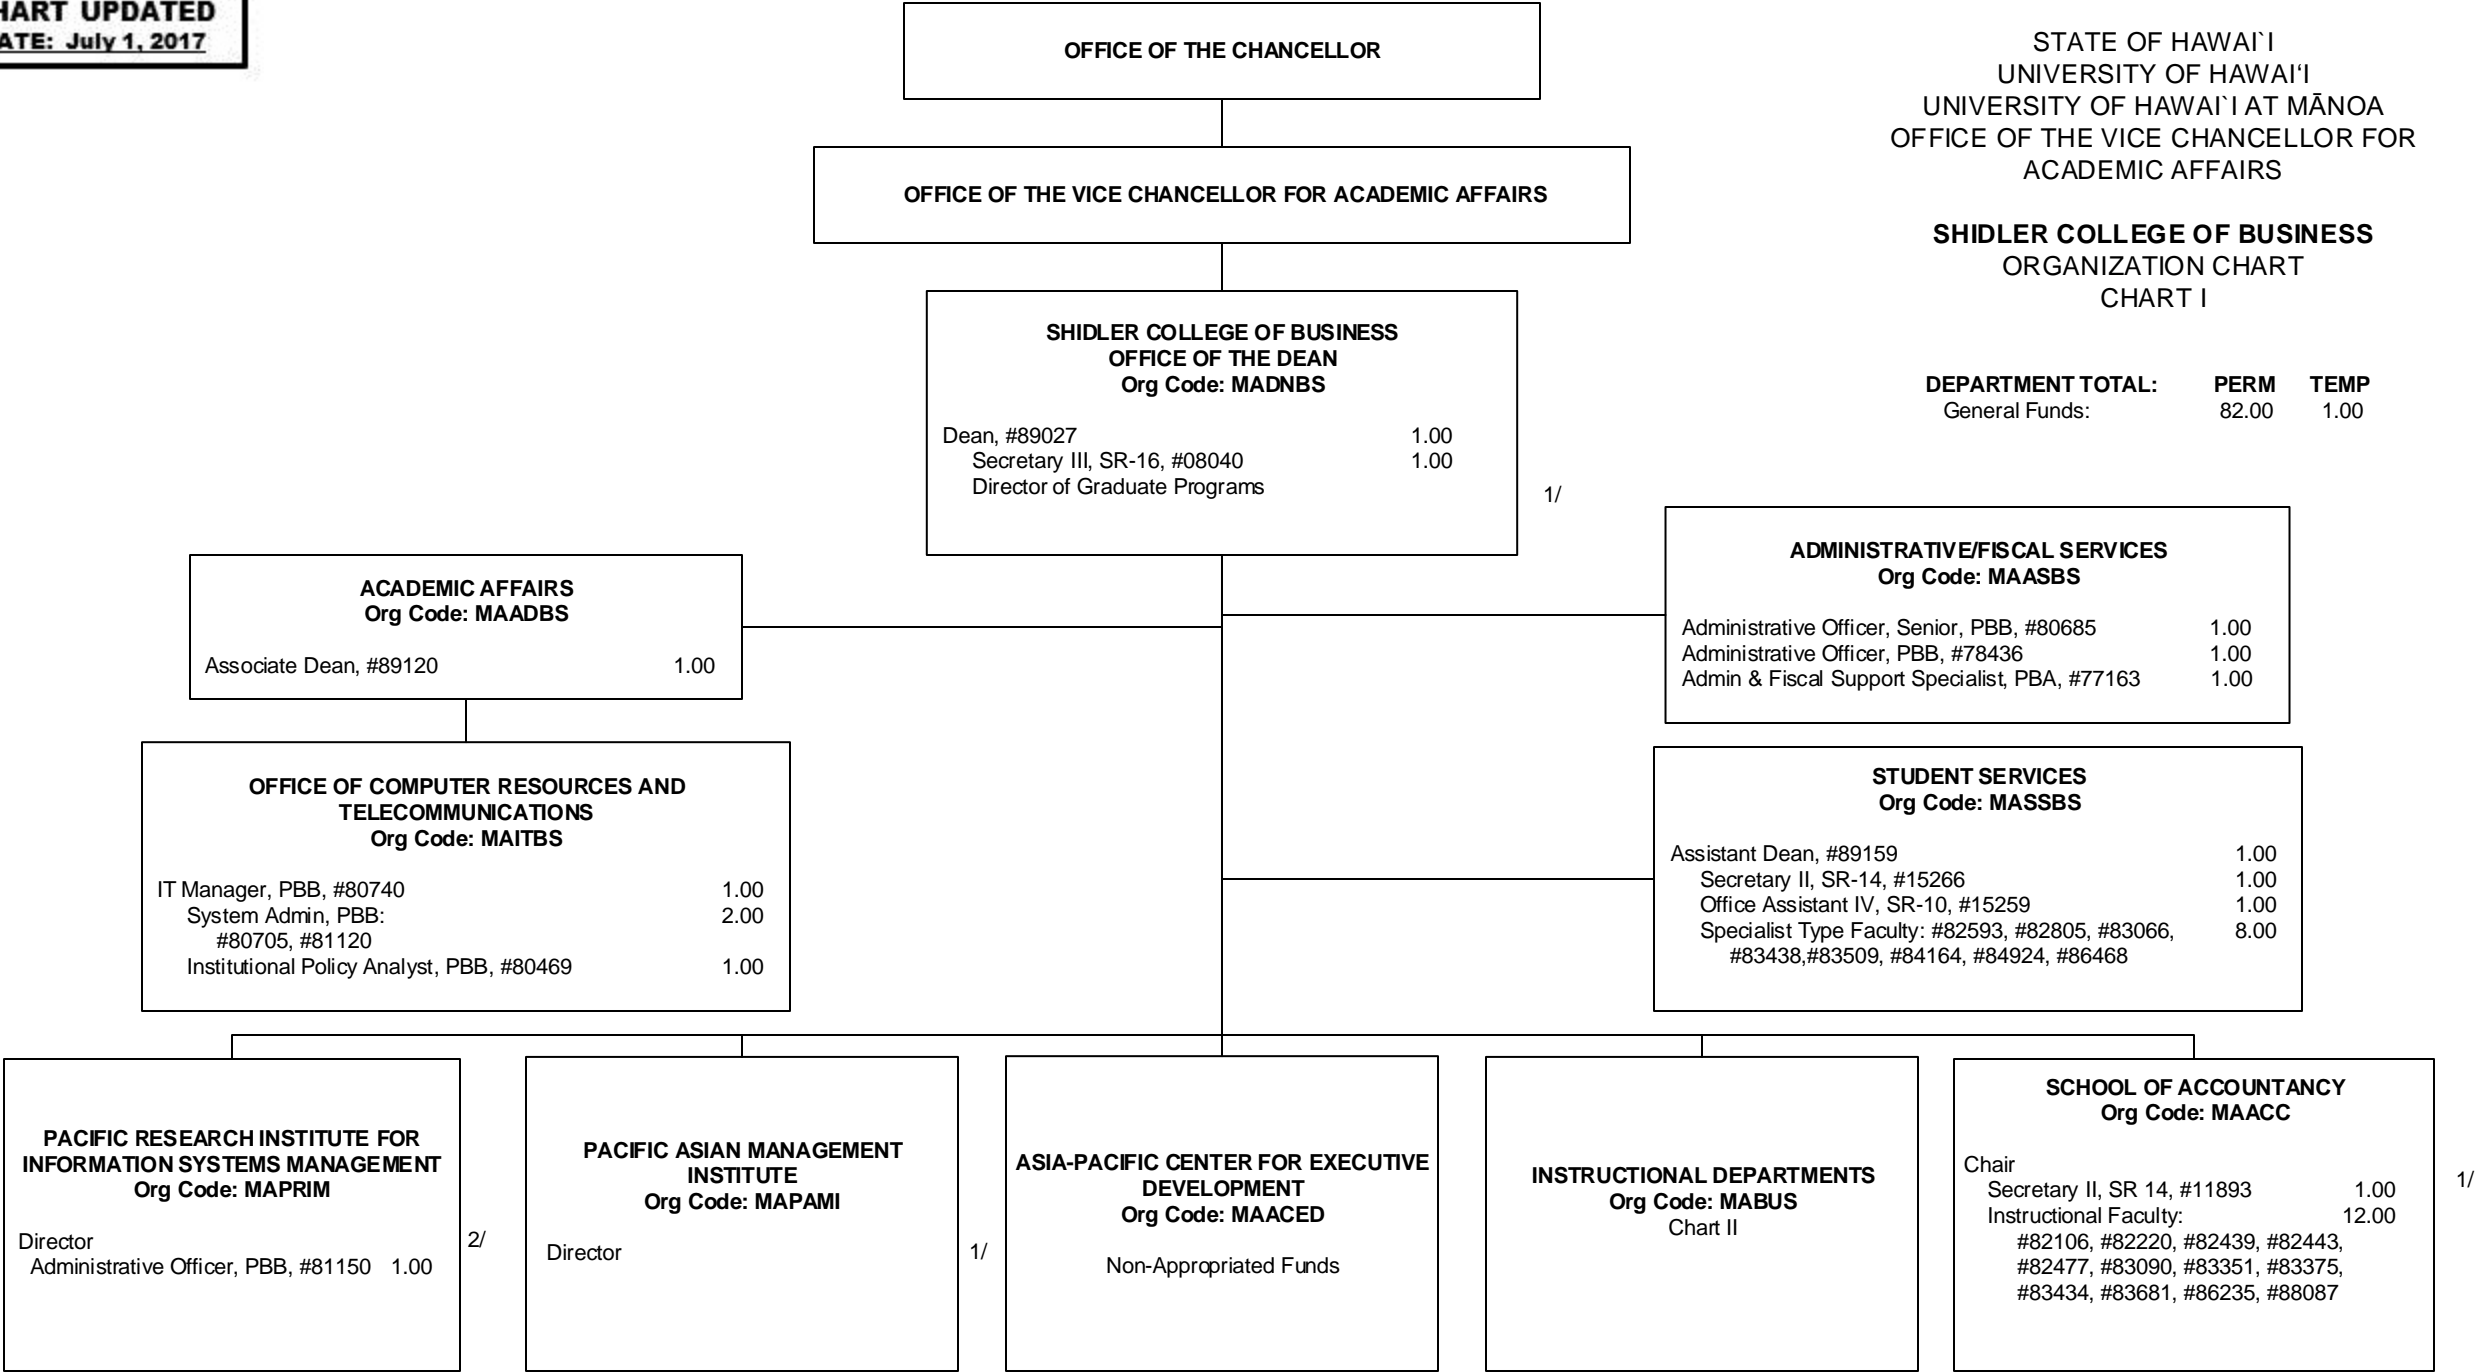 HART UPDATED
ATE: July 1, 2017
STATE OF HAWAI`I
UNIVERSITY OF HAWAI‘I
UNIVERSITY OF HAWAI`I AT MĀNOA
OFFICE OF THE VICE CHANCELLOR FOR
ACADEMIC AFFAIRS
SHIDLER COLLEGE OF BUSINESS
ORGANIZATION CHART
CHART I
DEPARTMENT TOTAL: PERM TEMP
General Funds: 82.00 1.00
OFFICE OF THE CHANCELLOR
OFFICE OF THE VICE CHANCELLOR FOR ACADEMIC AFFAIRS
SHIDLER COLLEGE OF BUSINESS
OFFICE OF THE DEAN
Org Code: MADNBS
Dean, #89027 1.00
Secretary III, SR-16, #08040 1.00
Director of Graduate Programs
1/
ACADEMIC AFFAIRS
Org Code: MAADBS
Associate Dean, #89120 1.00
ADMINISTRATIVE/FISCAL SERVICES
Org Code: MAASBS
Administrative Officer, Senior, PBB, #80685 1.00
Administrative Officer, PBB, #78436 1.00
Admin & Fiscal Support Specialist, PBA, #77163 1.00
OFFICE OF COMPUTER RESOURCES AND
TELECOMMUNICATIONS
Org Code: MAITBS
IT Manager, PBB, #80740 1.00
System Admin, PBB: 2.00
#80705, #81120
Institutional Policy Analyst, PBB, #80469 1.00
STUDENT SERVICES
Org Code: MASSBS
Assistant Dean, #89159 1.00
Secretary II, SR-14, #15266 1.00
Office Assistant IV, SR-10, #15259 1.00
Specialist Type Faculty: #82593, #82805, #83066, 8.00
#83438,#83509, #84164, #84924, #86468
PACIFIC RESEARCH INSTITUTE FOR
INFORMATION SYSTEMS MANAGEMENT
Org Code: MAPRIM
Director
Administrative Officer, PBB, #81150 1.00
2/
PACIFIC ASIAN MANAGEMENT
INSTITUTE
Org Code: MAPAMI
Director
1/
ASIA-PACIFIC CENTER FOR EXECUTIVE
DEVELOPMENT
Org Code: MAACED
Non-Appropriated Funds
INSTRUCTIONAL DEPARTMENTS
Org Code: MABUS
Chart II
SCHOOL OF ACCOUNTANCY
Org Code: MAACC
Chair
Secretary II, SR 14, #11893 1.00
Instructional Faculty: 12.00
#82106, #82220, #82439, #82443,
#82477, #83090, #83351, #83375,
#83434, #83681, #86235, #88087
1/